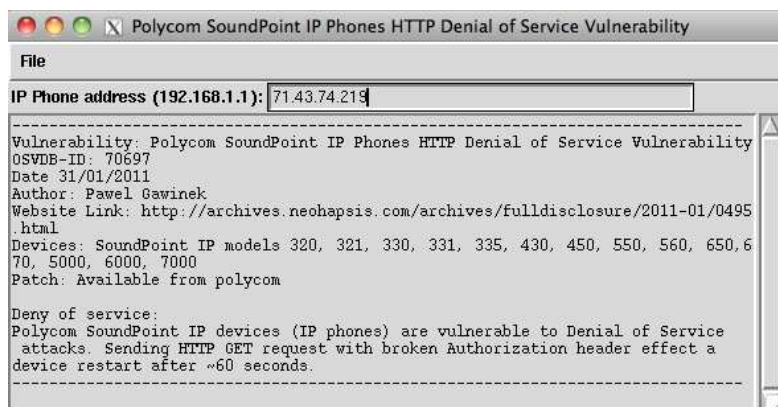 Polycom SoundPoint IP Phones HTTP Denial of Service Vulnerability
File
IP Phone address (192.168.1.1): 71.43.74.219
--------------------------------------------------------------------------
Vulnerability: Polycom SoundPoint IP Phones HTTP Denial of Service Vulnerability
OSVDB-ID: 70697
Date 31/01/2011
Author: Pawel Gawinek
Website Link: http://archives.neohapsis.com/archives/fulldisclosure/2011-01/0495
.html
Devices: SoundPoint IP models 320, 321, 330, 331, 335, 430, 450, 550, 560, 650,6
70, 5000, 6000, 7000
Patch: Available from polycom
Deny of service:
Polycom SoundPoint IP devices (IP phones) are vulnerable to Denial of Service
attacks. Sending HTTP GET request with broken Authorization header effect a
device restart after ~60 seconds.
--------------------------------------------------------------------------